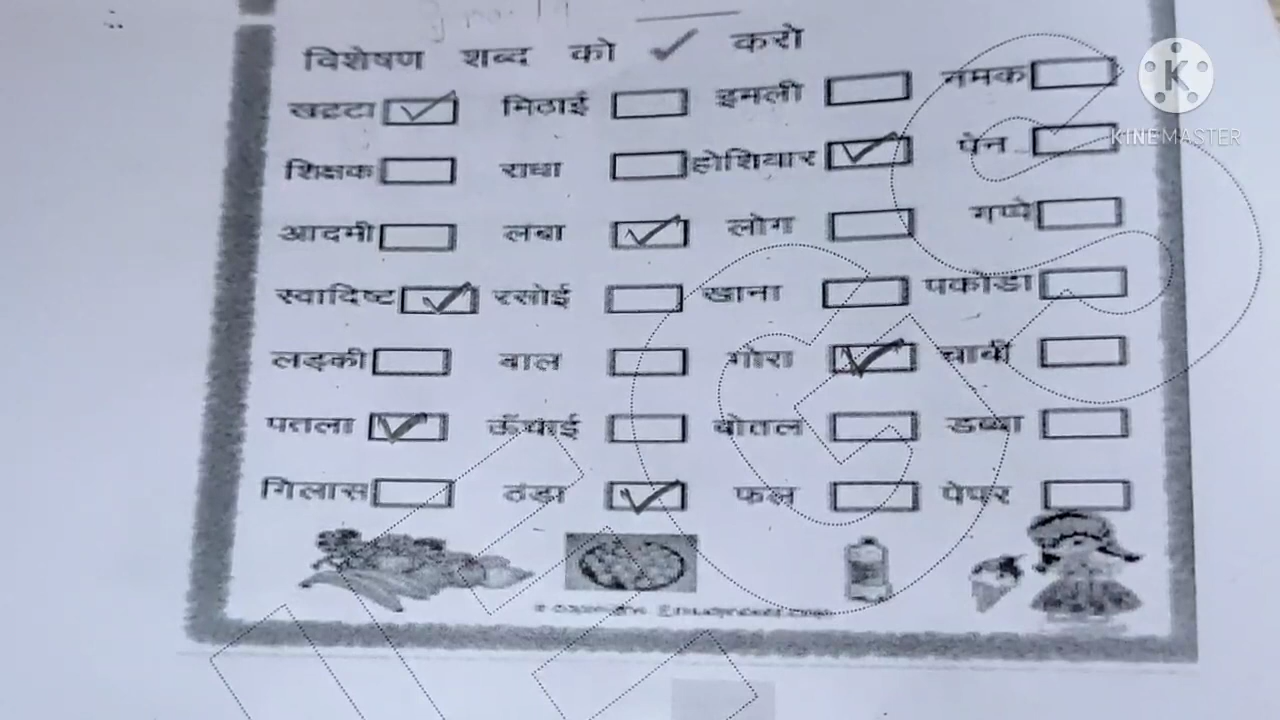 विशेषण शब्द को ✓ करो
खट्टा ✓ मिठाई इमली नमक
शिक्षक राधा होशियार ✓ पेन
आदमी लंबा ✓ लोग गप्पे
स्वादिष्ट ✓ रसोई खाना पकोडा
लड्की बाल गोरा ✓ चाबी
पतला ✓ ऊँचाई बोतल डब्बा
गिलास ठंडा ✓ फल पेपर
KINEMASTER